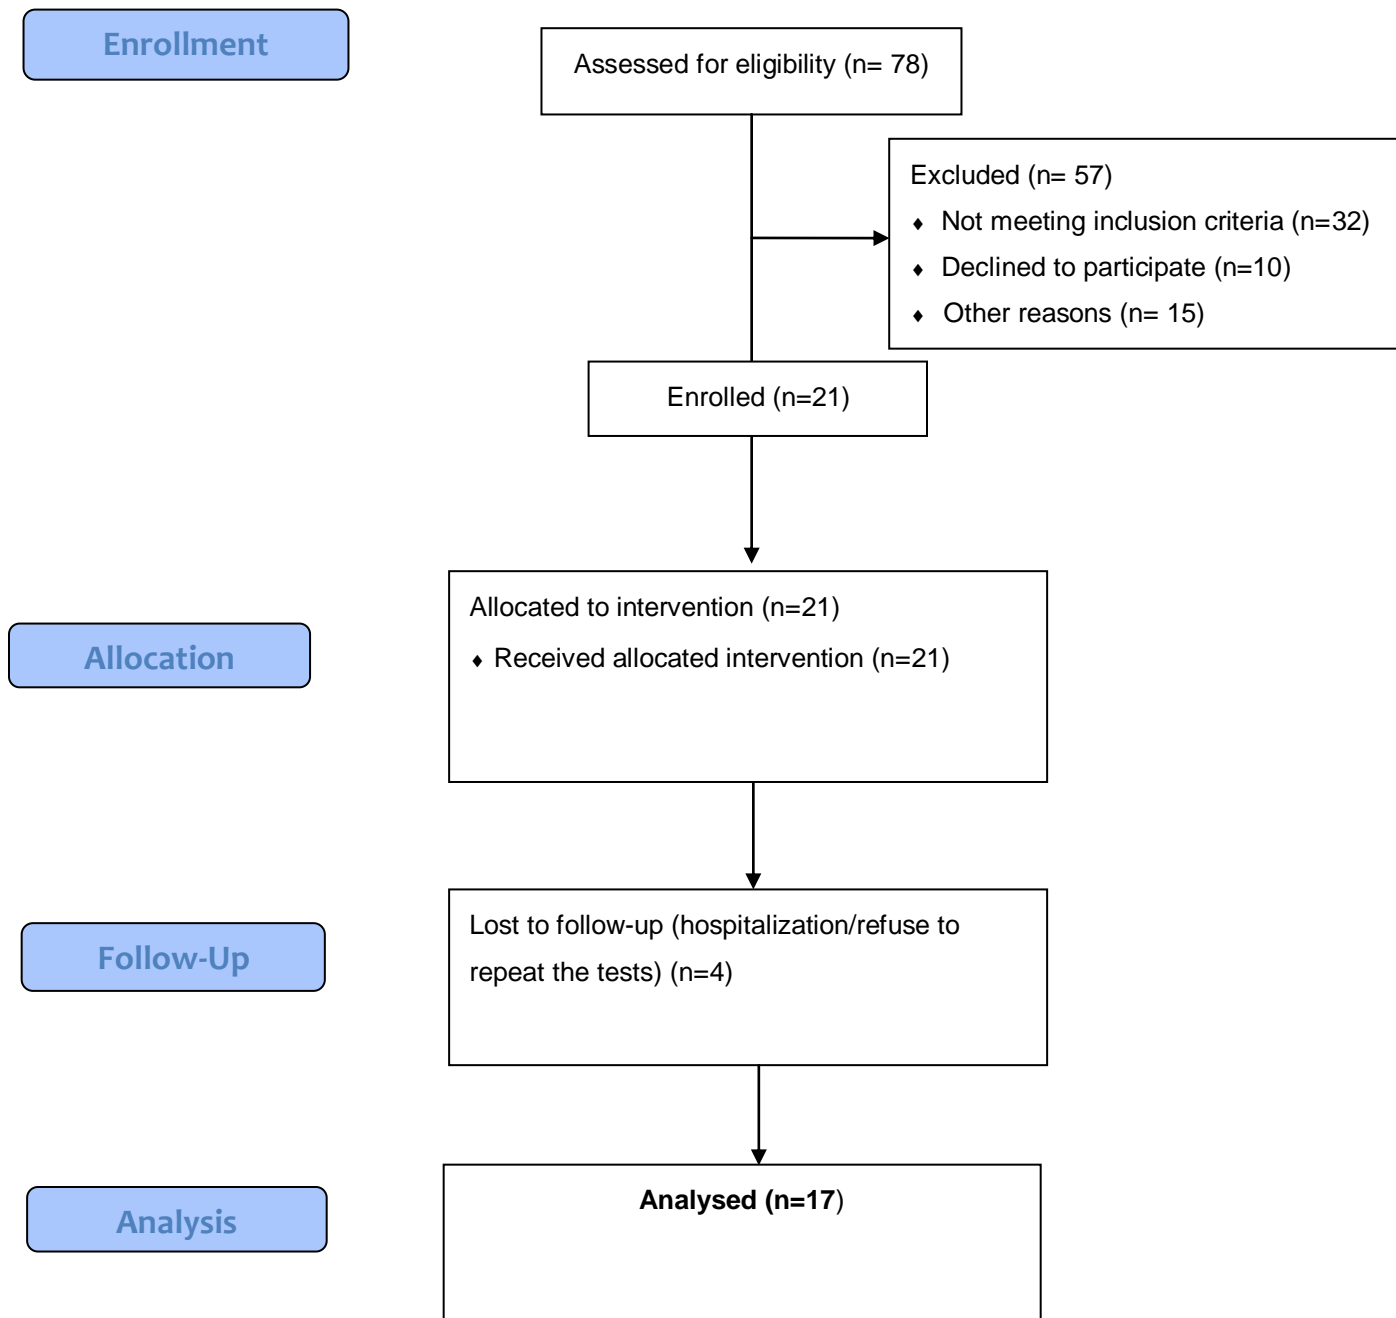 Enrollment
Assessed for eligibility (n= 78)
Excluded (n= 57)
♦ Not meeting inclusion criteria (n=32)
♦ Declined to participate (n=10)
♦ Other reasons (n= 15)
Enrolled (n=21)
Allocated to intervention (n=21)
♦ Received allocated intervention (n=21)
Allocation
Lost to follow-up (hospitalization/refuse to
repeat the tests) (n=4)
Follow-Up
Analysed (n=17)
Analysis